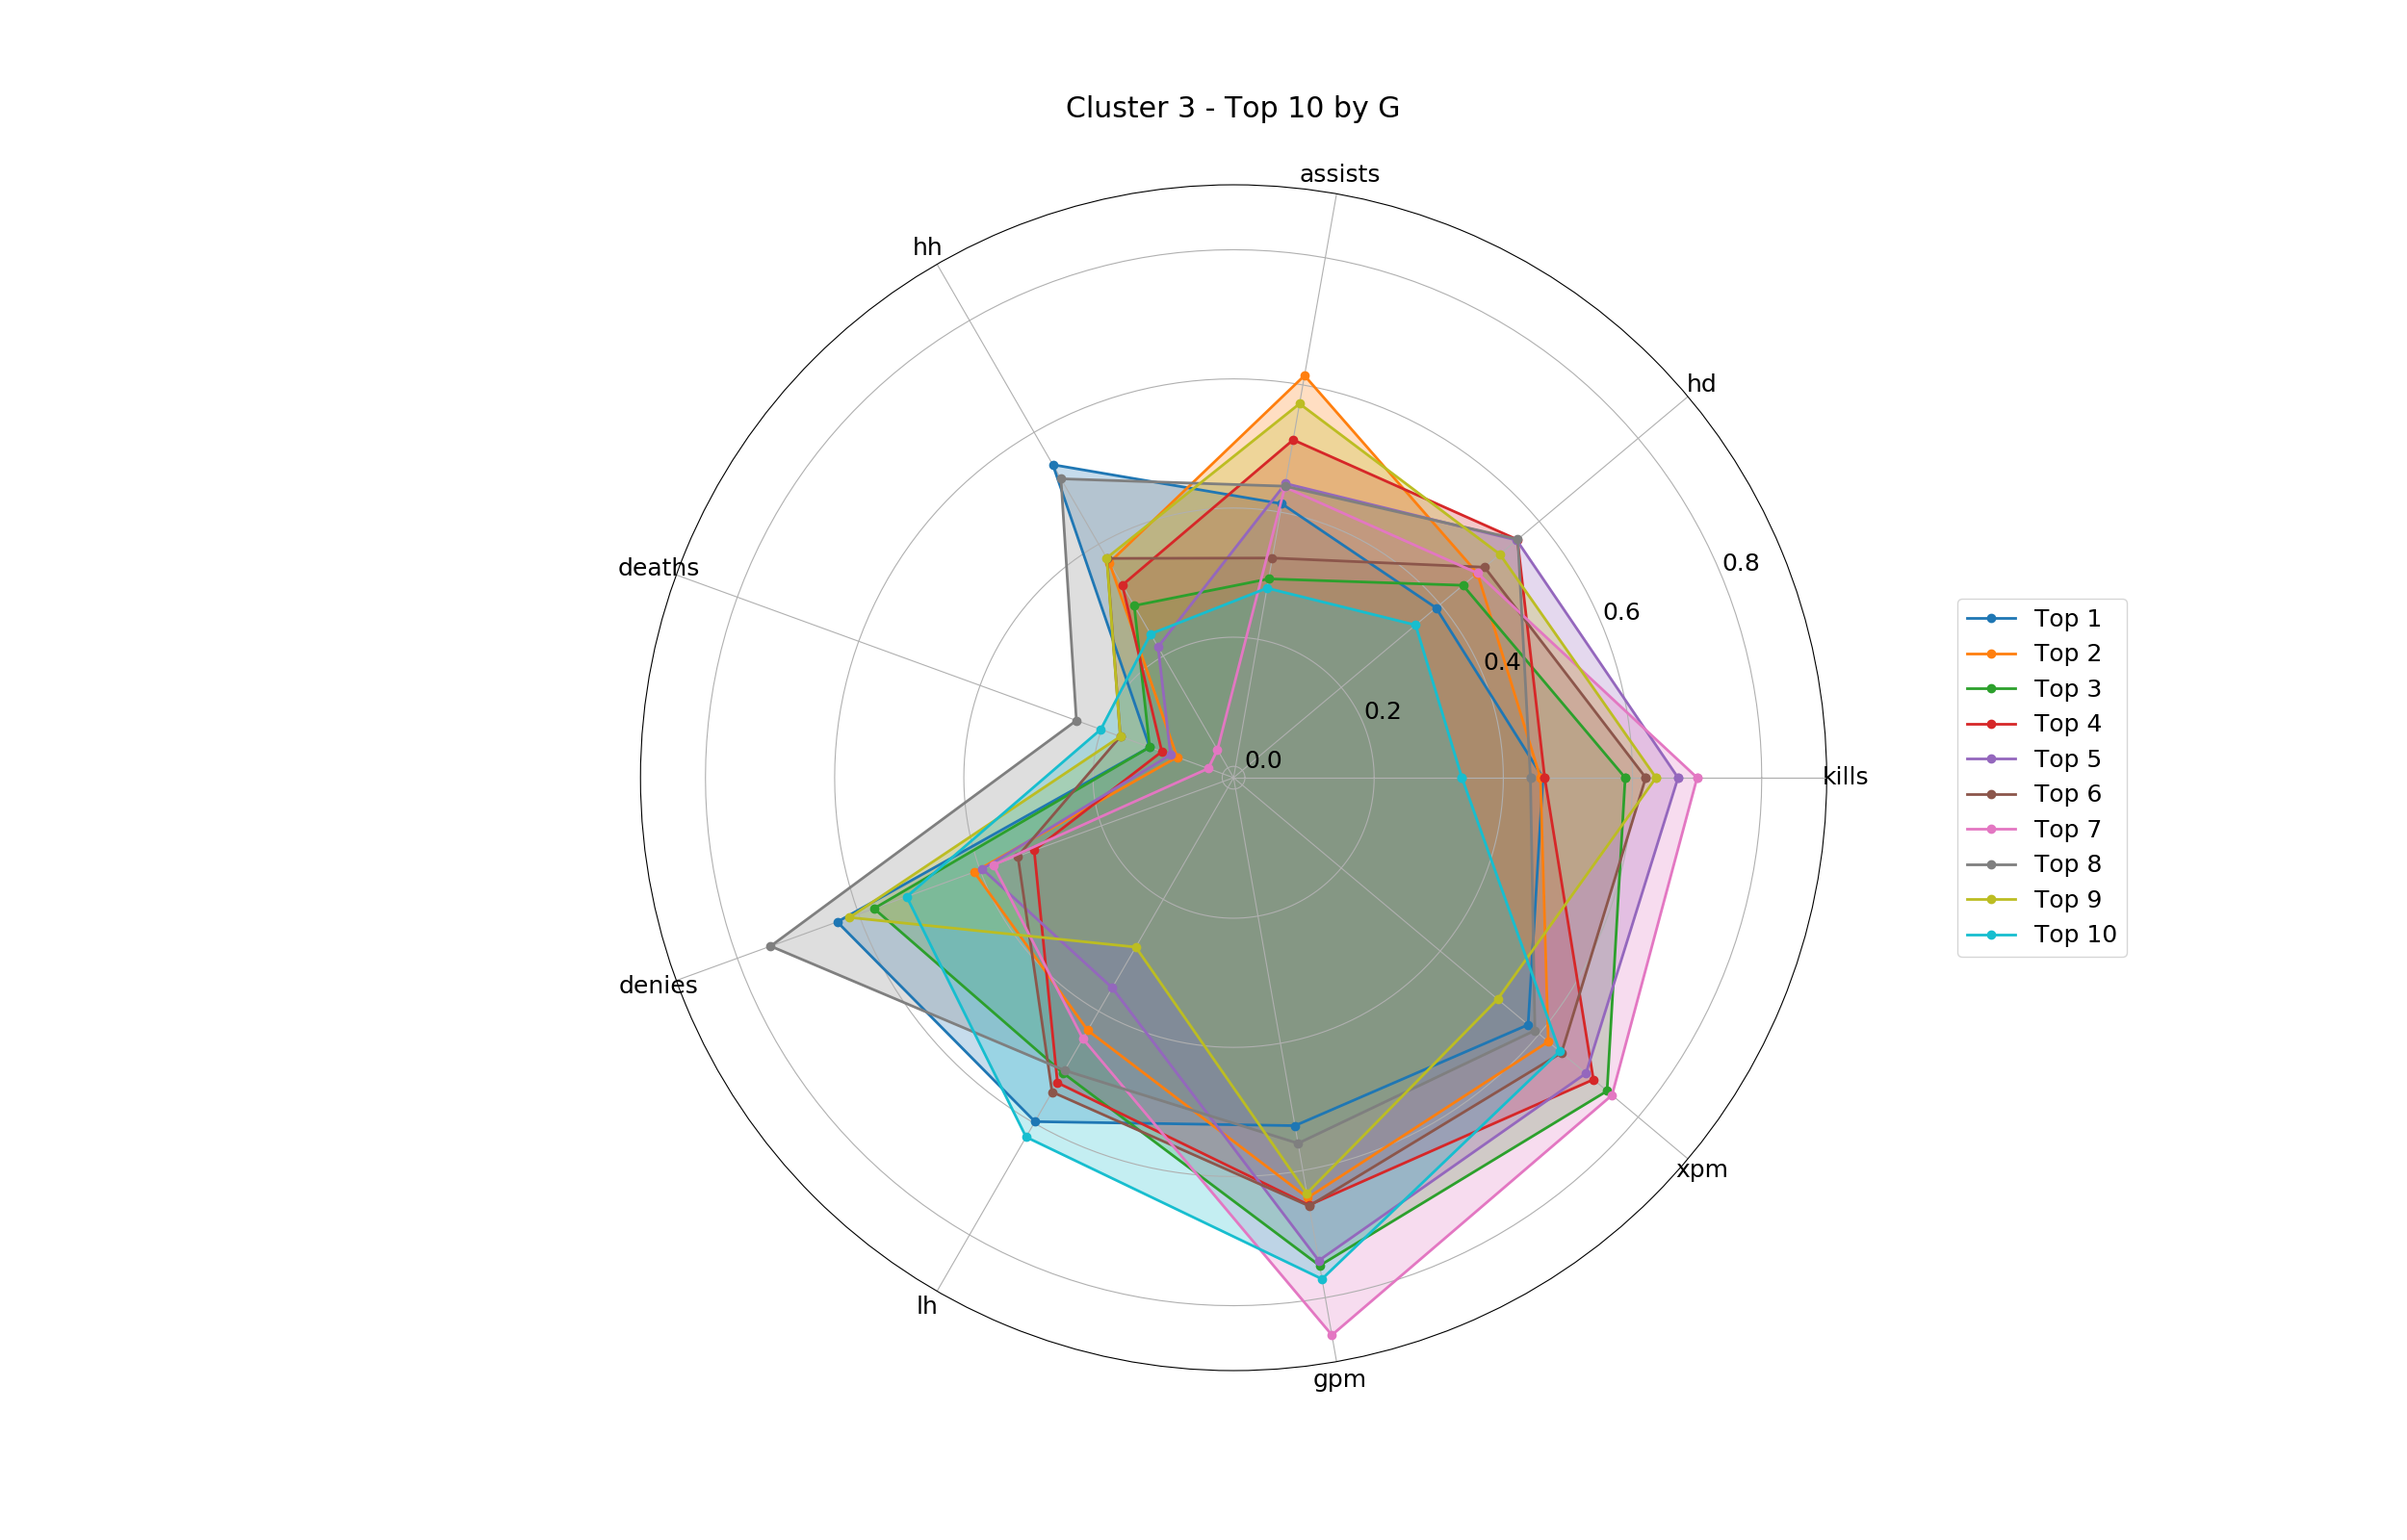 Cluster 3 - Top 10 by G
assists
hh
hd
deaths
0.8
0.6
0.4
0.2
0.0
kills
denies
xpm
lh
gpm
Top 1
Top 2
Top 3
Top 4
Top 5
Top 6
Top 7
Top 8
Top 9
Top 10